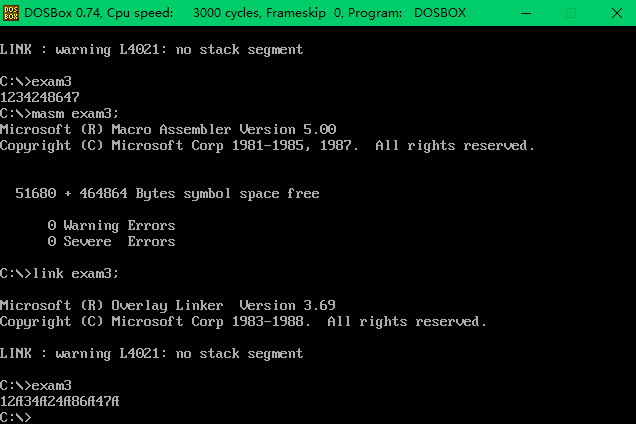 DOSBox 0.74, Cpu speed: 3000 cycles, Frameskip 0, Program: DOSBOX
LINK : warning L4021: no stack segment
C:\>exam3
1234248647
C:\>masm exam3;
Microsoft (R) Macro Assembler Version 5.00
Copyright (C) Microsoft Corp 1981-1985, 1987. All rights reserved.
51680 + 464864 Bytes symbol space free
0 Warning Errors
0 Severe Errors
C:\>link exam3;
Microsoft (R) Overlay Linker Version 3.69
Copyright (C) Microsoft Corp 1983-1988. All rights reserved.
LINK : warning L4021: no stack segment
C:\>exam3
12ff34ff24ff86ff47ff
C:\>